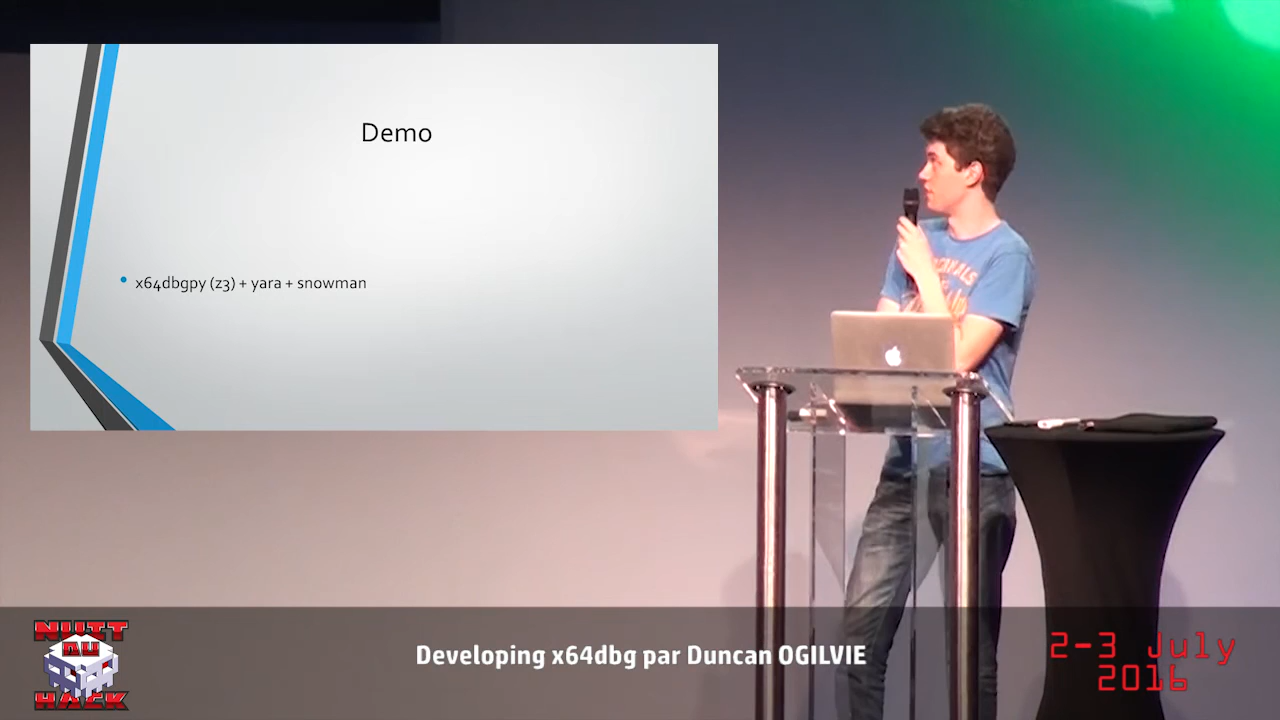 Demo
x64dbgpy (z3) + yara + snowman
NUIT
DU
HACK
Developing x64dbg par Duncan OGILVIE
2-3 July
2016